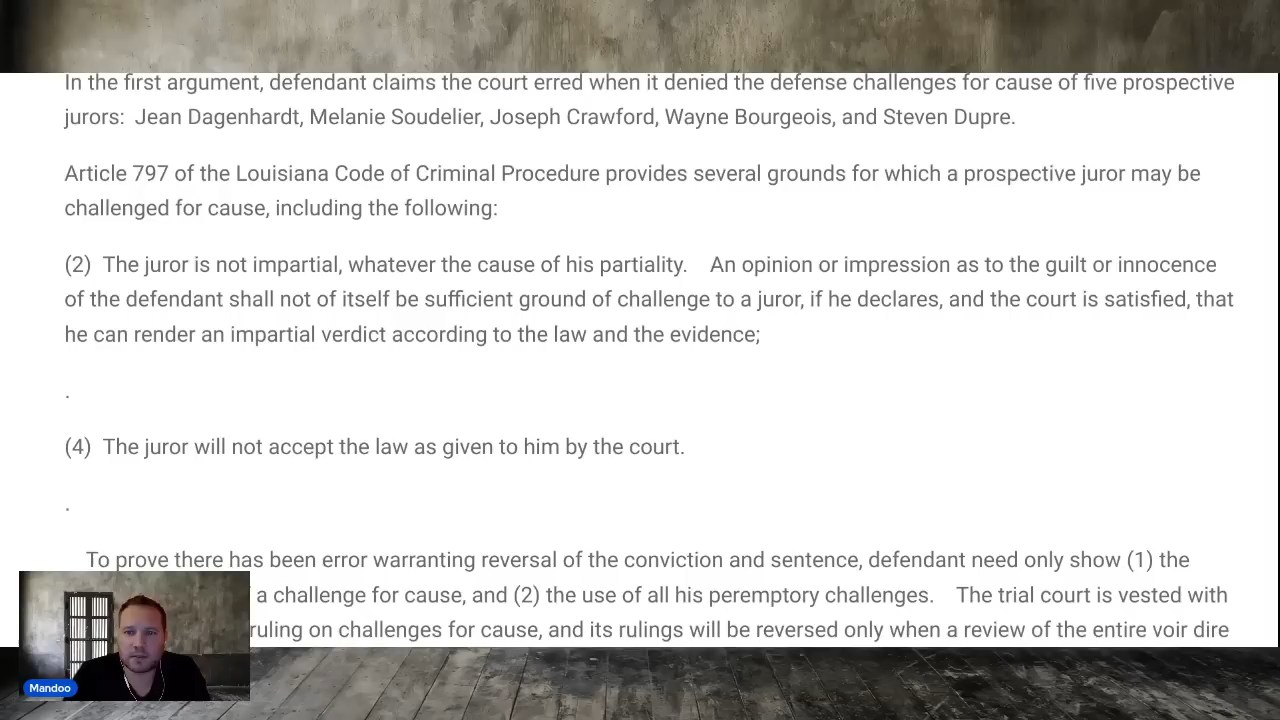 In the first argument, defendant claims the court erred when it denied the defense challenges for cause of five prospective
jurors: Jean Dagenhardt, Melanie Soudelier, Joseph Crawford, Wayne Bourgeois, and Steven Dupre.
Article 797 of the Louisiana Code of Criminal Procedure provides several grounds for which a prospective juror may be
challenged for cause, including the following:
(2) The juror is not impartial, whatever the cause of his partiality. An opinion or impression as to the guilt or innocence
of the defendant shall not of itself be sufficient ground of challenge to a juror, if he declares, and the court is satisfied, that
he can render an impartial verdict according to the law and the evidence;
.
(4) The juror will not accept the law as given to him by the court.
.
To prove there has been error warranting reversal of the conviction and sentence, defendant need only show (1) the
a challenge for cause, and (2) the use of all his peremptory challenges. The trial court is vested with
ruling on challenges for cause, and its rulings will be reversed only when a review of the entire voir dire
Mandoo